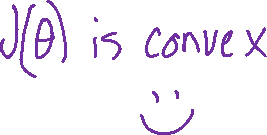 J(θ) is convex